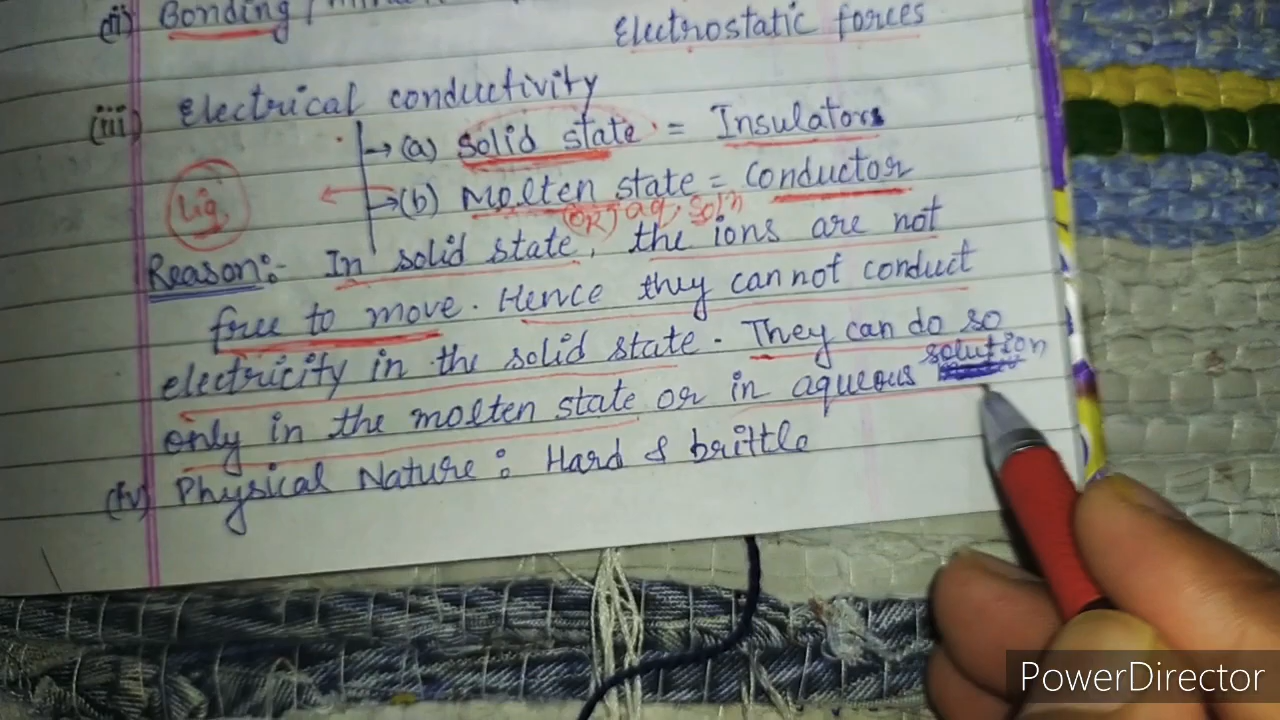 (ii) Bonding /
Electrostatic forces
(iii) Electrical conductivity
→ (a) Solid state = Insulators
→ (b) Molten state = Conductor
(OR) aq. soln
Liq.
Reason:- In solid state, the ions are not
free to move. Hence they cannot conduct
electricity in the solid state. They can do so
only in the molten state or in aqueous solution
(iv) Physical Nature: Hard & brittle
PowerDirector